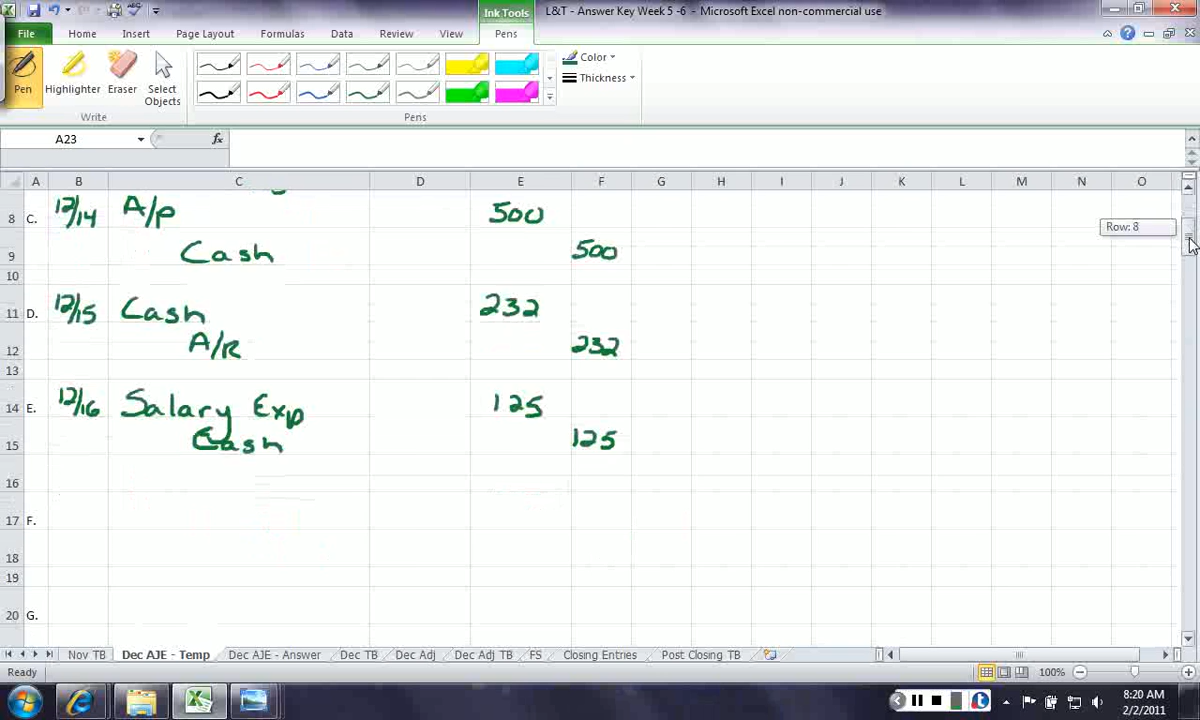 Ink Tools
L&T - Answer Key Week 5 -6 - Microsoft Excel non-commercial use
File Home Insert Page Layout Formulas Data Review View Pens
Pen Highlighter Eraser Select Objects
Color
Thickness
Write
Pens
A23
fx
A B C D E F G H I J K L M N O
8 C. 12/14 A/p 500
Row: 8
9 Cash 500
10
11 D. 12/15 Cash 232
12 A/R 232
13
14 E. 12/16 Salary Exp 125
15 Cash 125
16
17 F.
18
19
20 G.
Nov TB Dec AJE - Temp Dec AJE - Answer Dec TB Dec Adj Dec Adj TB FS Closing Entries Post Closing TB
Ready 100%
8:20 AM
2/2/2011